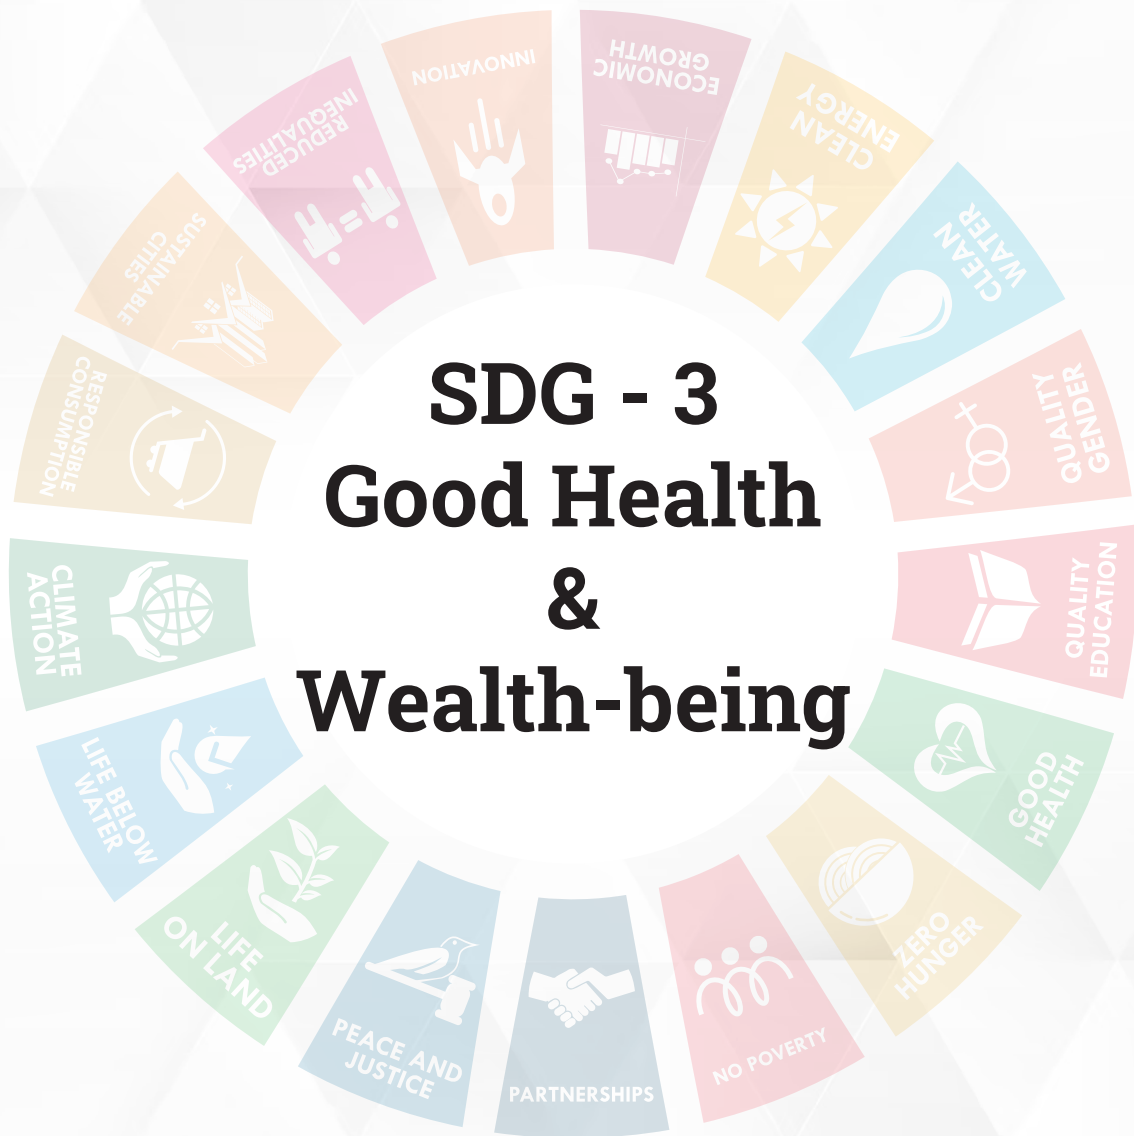 SDG - 3
Good Health
&
Wealth-being
INNOVATION
ECONOMIC
GROWTH
CLEAN
ENERGY
CLEAN
WATER
QUALITY
GENDER
QUALITY
EDUCATION
GOOD
HEALTH
ZERO
HUNGER
NO POVERTY
PARTNERSHIPS
PEACE AND
JUSTICE
LIFE
ON LAND
LIFE BELOW
WATER
CLIMATE
ACTION
RESPONSIBLE
CONSUMPTION
SUSTAINABLE
CITIES
REDUCED
INEQUALITIES